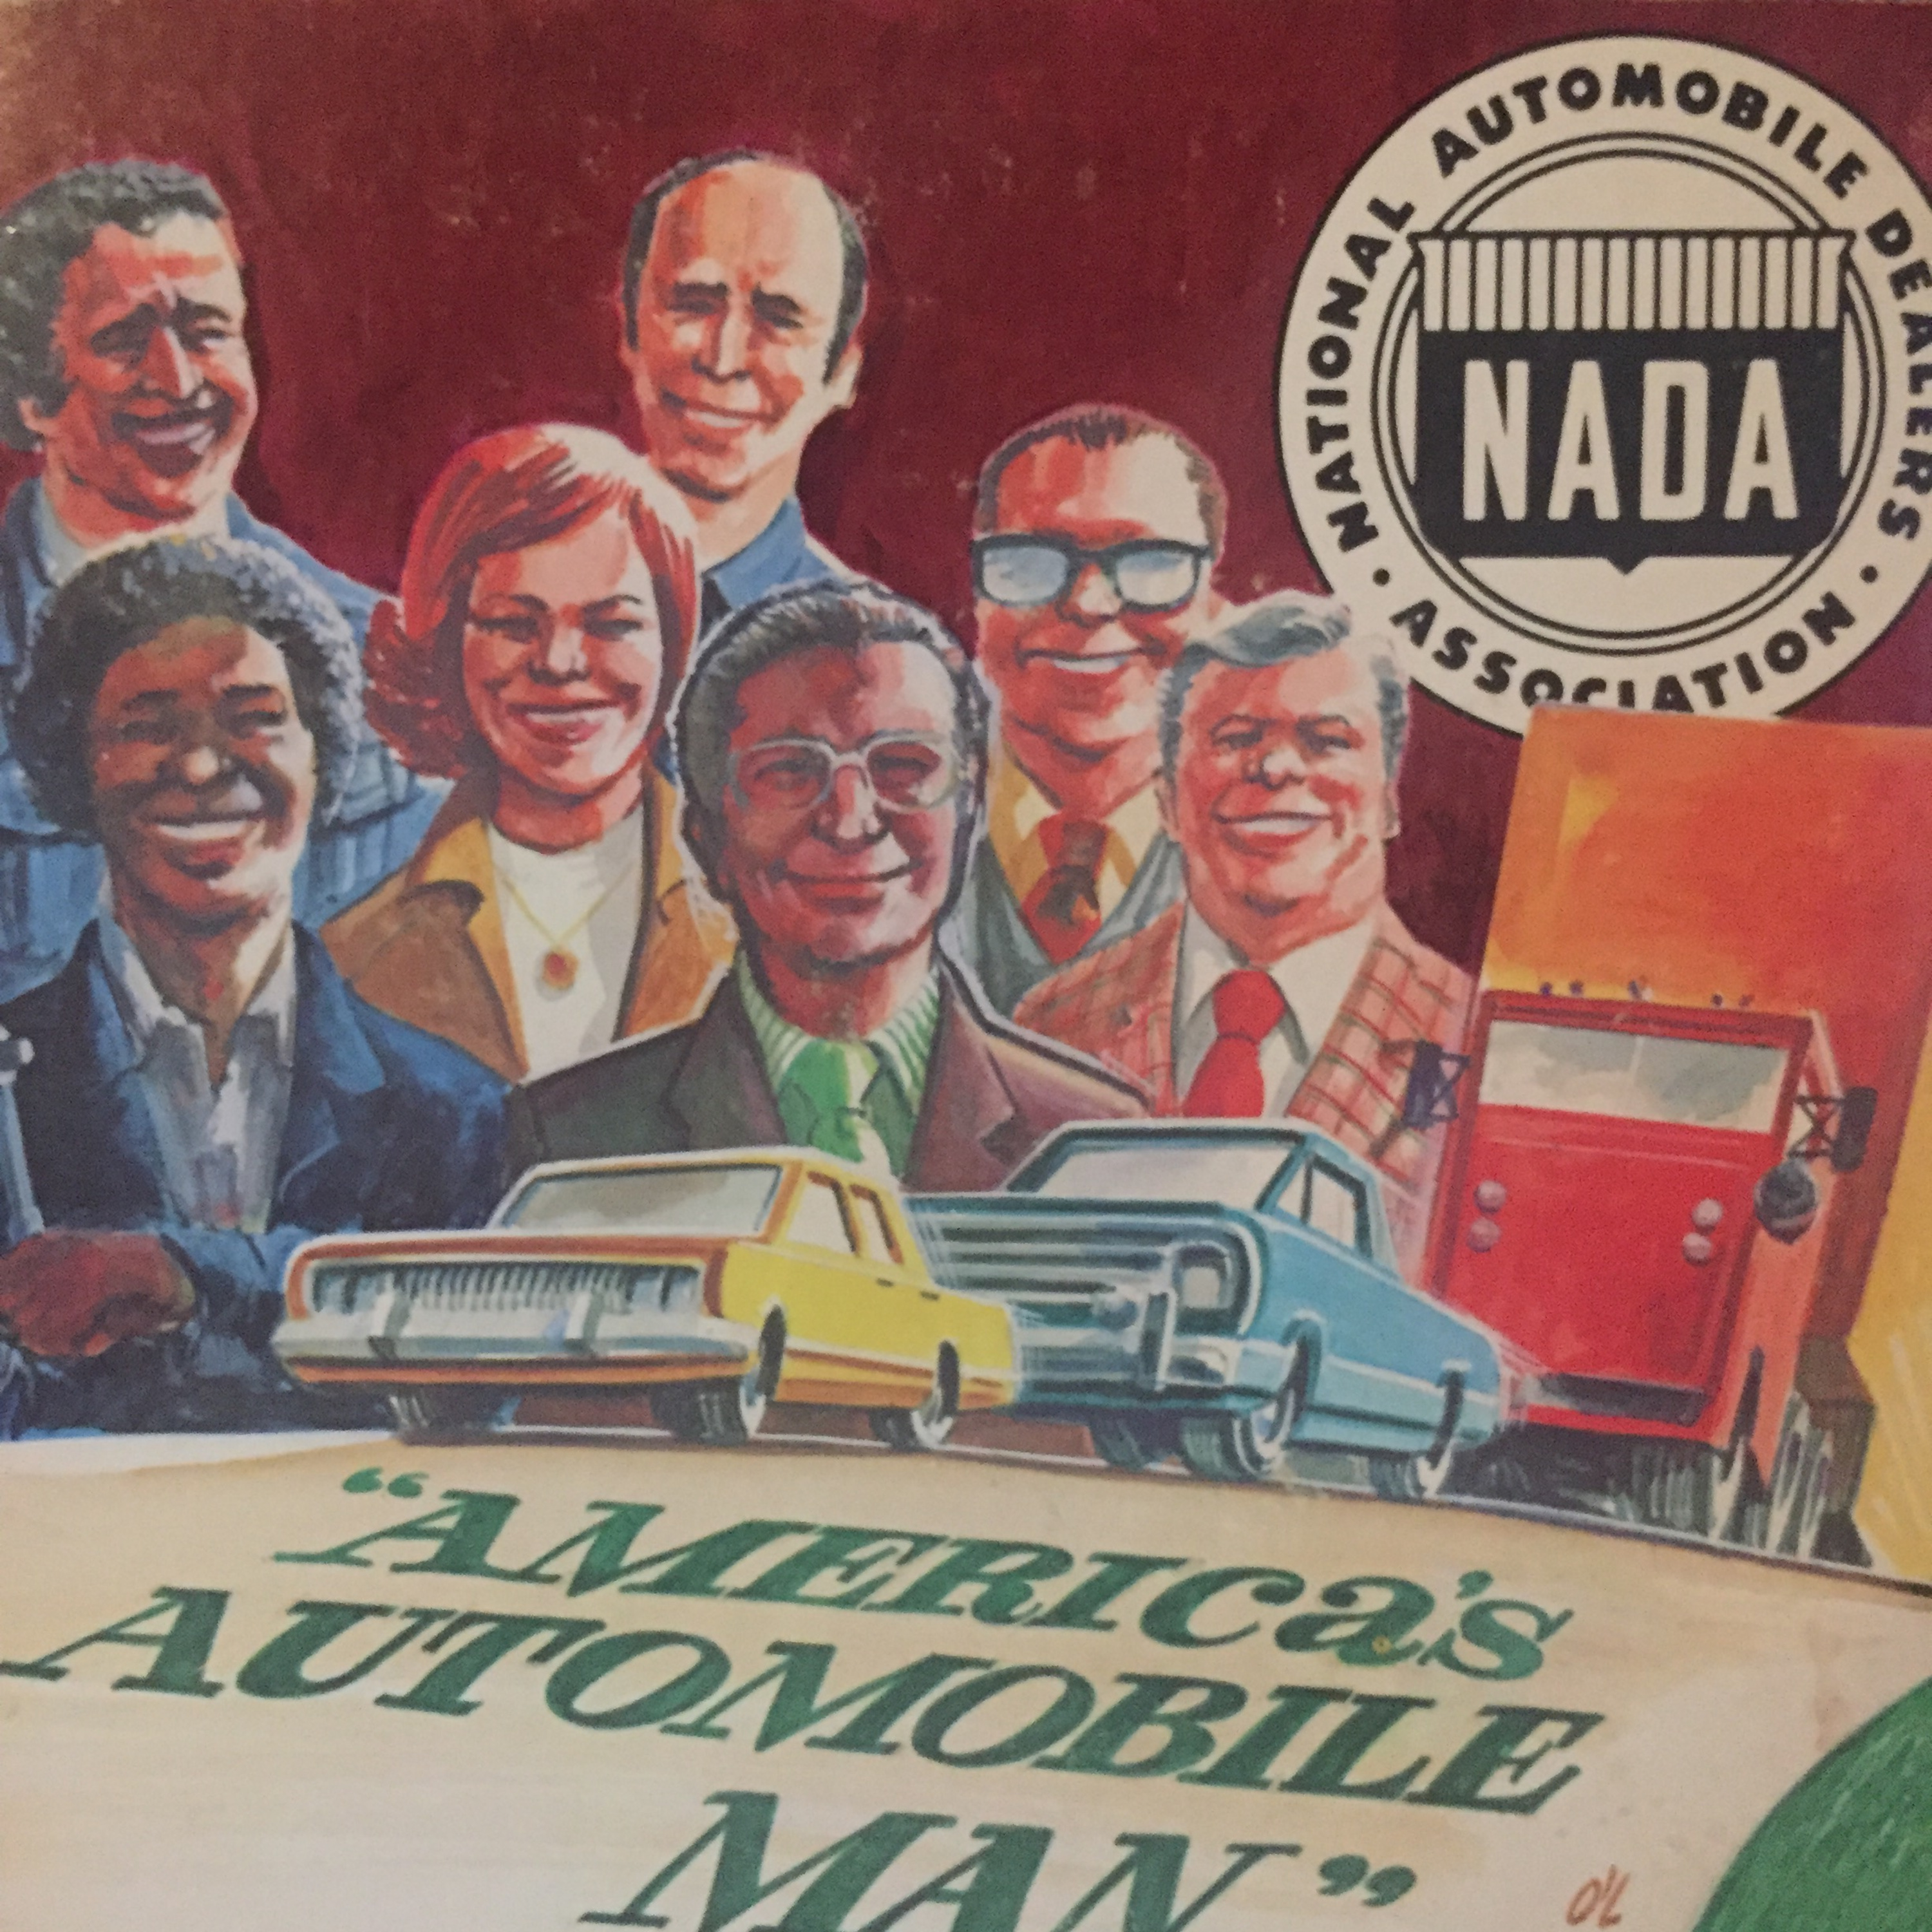 NATIONAL AUTOMOBILE DEALERS
• ASSOCIATION •
NADA
“AMERICa's
AUTOMOBILE
MAN”
O'L